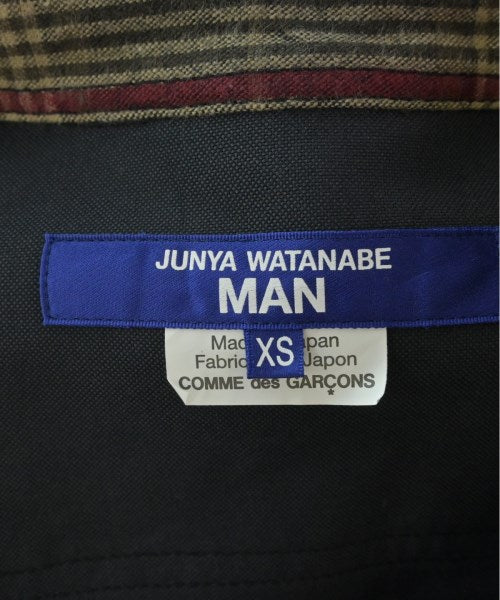 JUNYA WATANABE
MAN
XS
Mad apan
Fabric Japon
COMME des GARÇONS
*